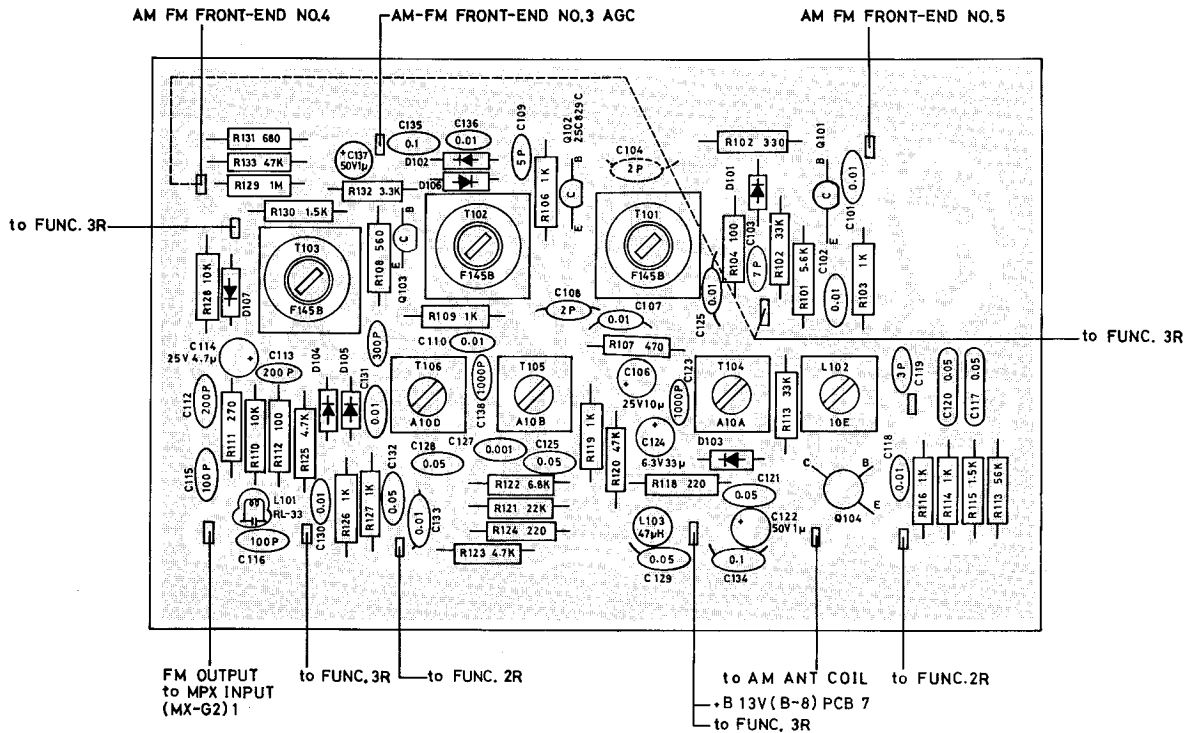 AM FM FRONT-END NO.4
AM-FM FRONT-END NO.3 AGC
AM FM FRONT-END NO.5
R131 680
R133 47K
R129 1M
R130 1.5K
+C137
50V1μ
R132 3.3K
C135
0.1
C136
0.01
D102
D106
C109
5P
R106 1K
Q102
2SC829C
B
C
E
C104
2P
R102 330
D101
Q101
B
C
E
C101
0.01
to FUNC. 3R
T103
F145B
R128 10K
D107
R108 560
B
C
E
Q103
T102
F145B
T101
F145B
R104 100
C103
7P
R102 33K
R101 5.6K
C102
0.01
R103 1K
C125
0.01
R109 1K
C108
2P
C107
0.01
R107 470
to FUNC. 3R
C114
25V 4.7μ
C113
200P
D104
D105
300P
C110
0.01
T106
A10D
C138
1000P
T105
A10B
C106
+
25V10μ
C123
1000P
T104
A10A
R113 33K
L102
10E
3P
C119
C120 0.05
C117 0.05
C112
200P
R111 270
R110 10K
R112 100
R125 4.7K
C131
0.01
R119 1K
R120 47K
+
C124
6.3V33μ
D103
C115
100P
C128
0.05
C127
0.001
C125
0.05
C132
0.05
R122 6.8K
R118 220
C121
0.05
C
B
E
Q104
C118
0.01
R116 1K
R114 1K
R115 1.5K
R113 56K
L101
RL-33
C130
0.01
R126 1K
R127 1K
C133
0.01
R121 22K
R124 220
R123 4.7K
L103
47μH
+
C122
50V1μ
100P
C116
0.05
C129
0.1
C134
FM OUTPUT
to MPX INPUT
(MX-G2) 1
to FUNC. 3R
to FUNC. 2R
to AM ANT COIL
to FUNC.2R
+B 13V (B-8) PCB 7
to FUNC. 3R